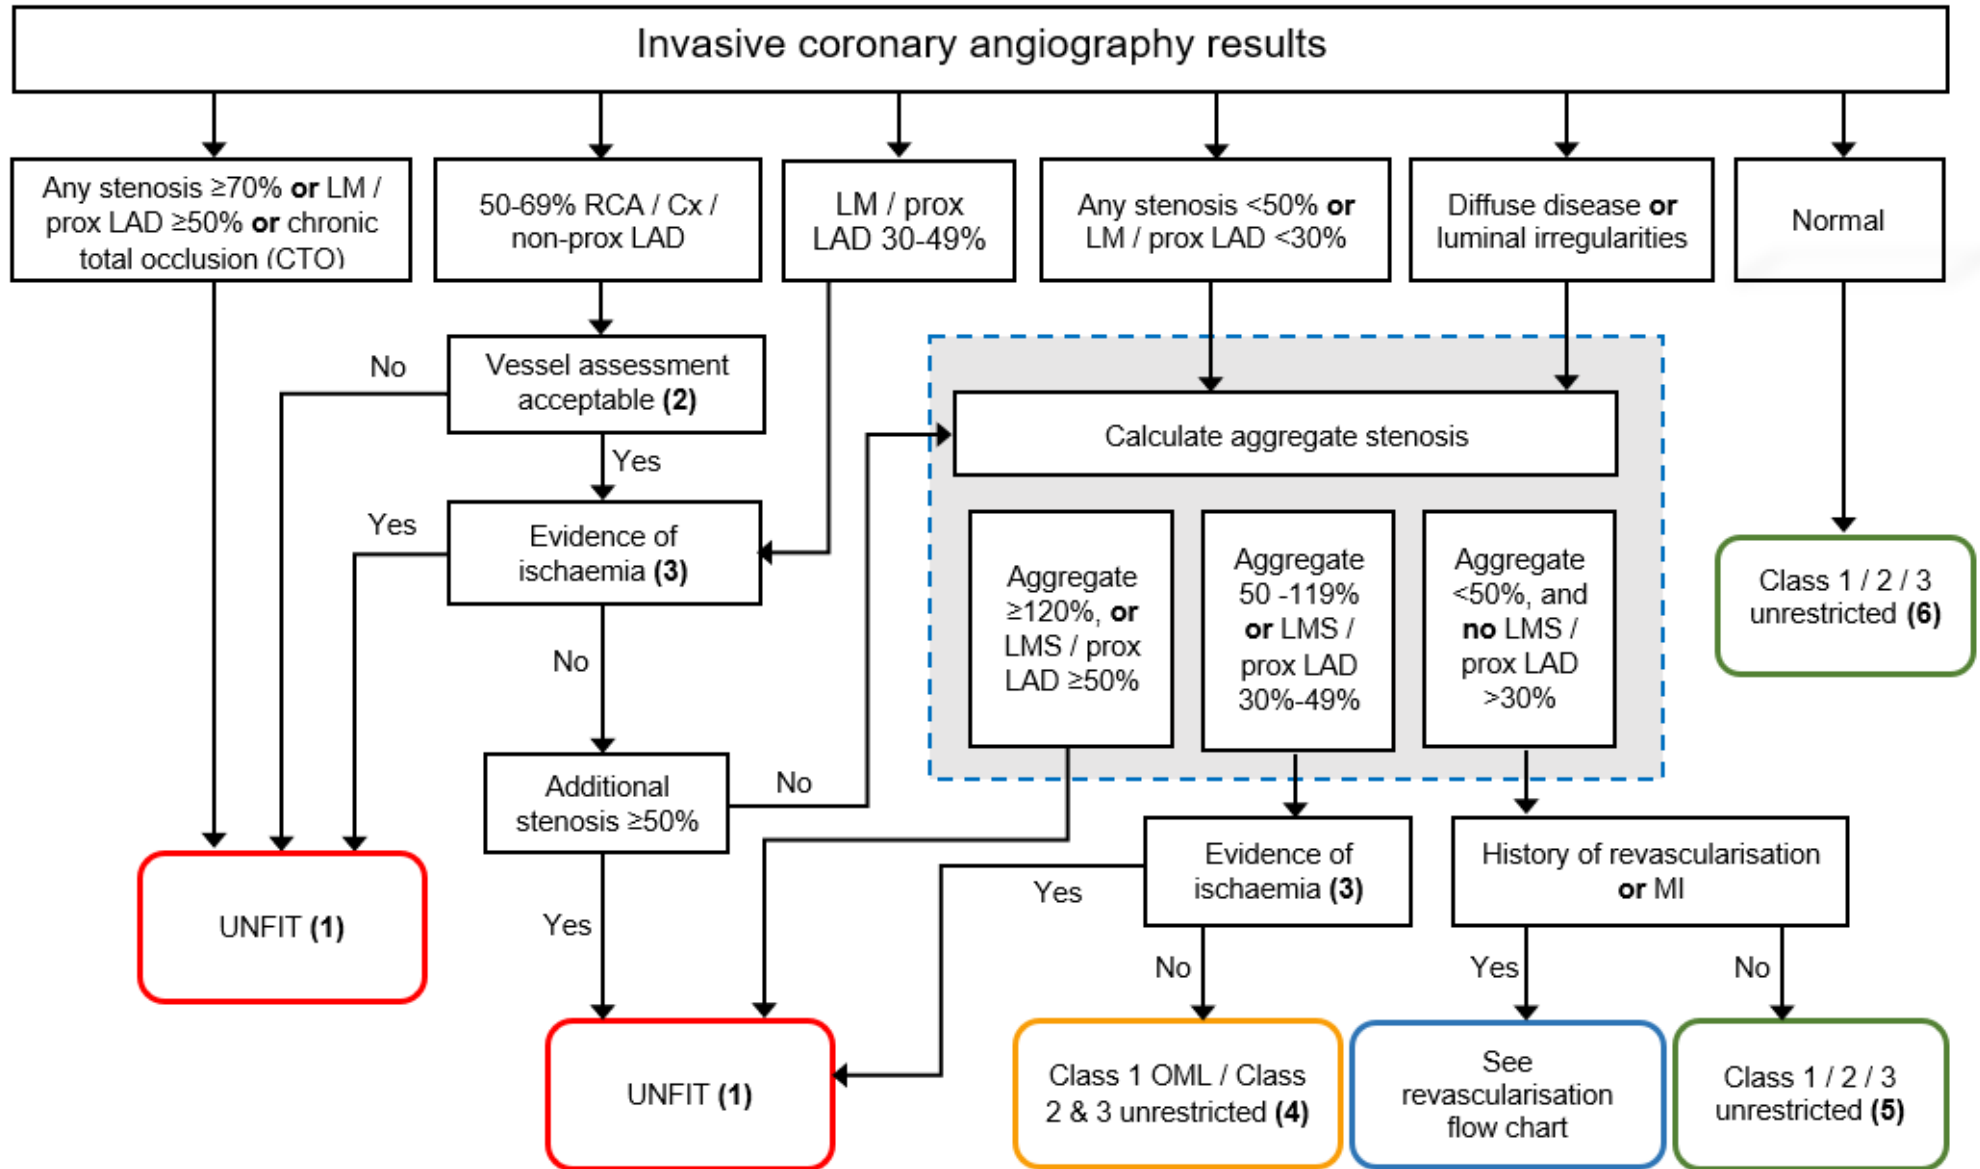 Invasive coronary angiography results
Any stenosis ≥70% or LM /
prox LAD ≥50% or chronic
total occlusion (CTO)
50-69% RCA / Cx /
non-prox LAD
LM / prox
LAD 30-49%
Any stenosis <50% or
LM / prox LAD <30%
Diffuse disease or
luminal irregularities
Normal
No
Vessel assessment
acceptable (2)
Yes
Calculate aggregate stenosis
Yes
Evidence of
ischaemia (3)
No
Aggregate
≥120%, or
LMS / prox
LAD ≥50%
Aggregate
50 -119%
or LMS /
prox LAD
30%-49%
Aggregate
<50%, and
no LMS /
prox LAD
>30%
Class 1 / 2 / 3
unrestricted (6)
Additional
stenosis ≥50%
No
Yes
Evidence of
ischaemia (3)
Yes
No
History of revascularisation
or MI
Yes
No
UNFIT (1)
UNFIT (1)
Class 1 OML / Class
2 & 3 unrestricted (4)
See
revascularisation
flow chart
Class 1 / 2 / 3
unrestricted (5)